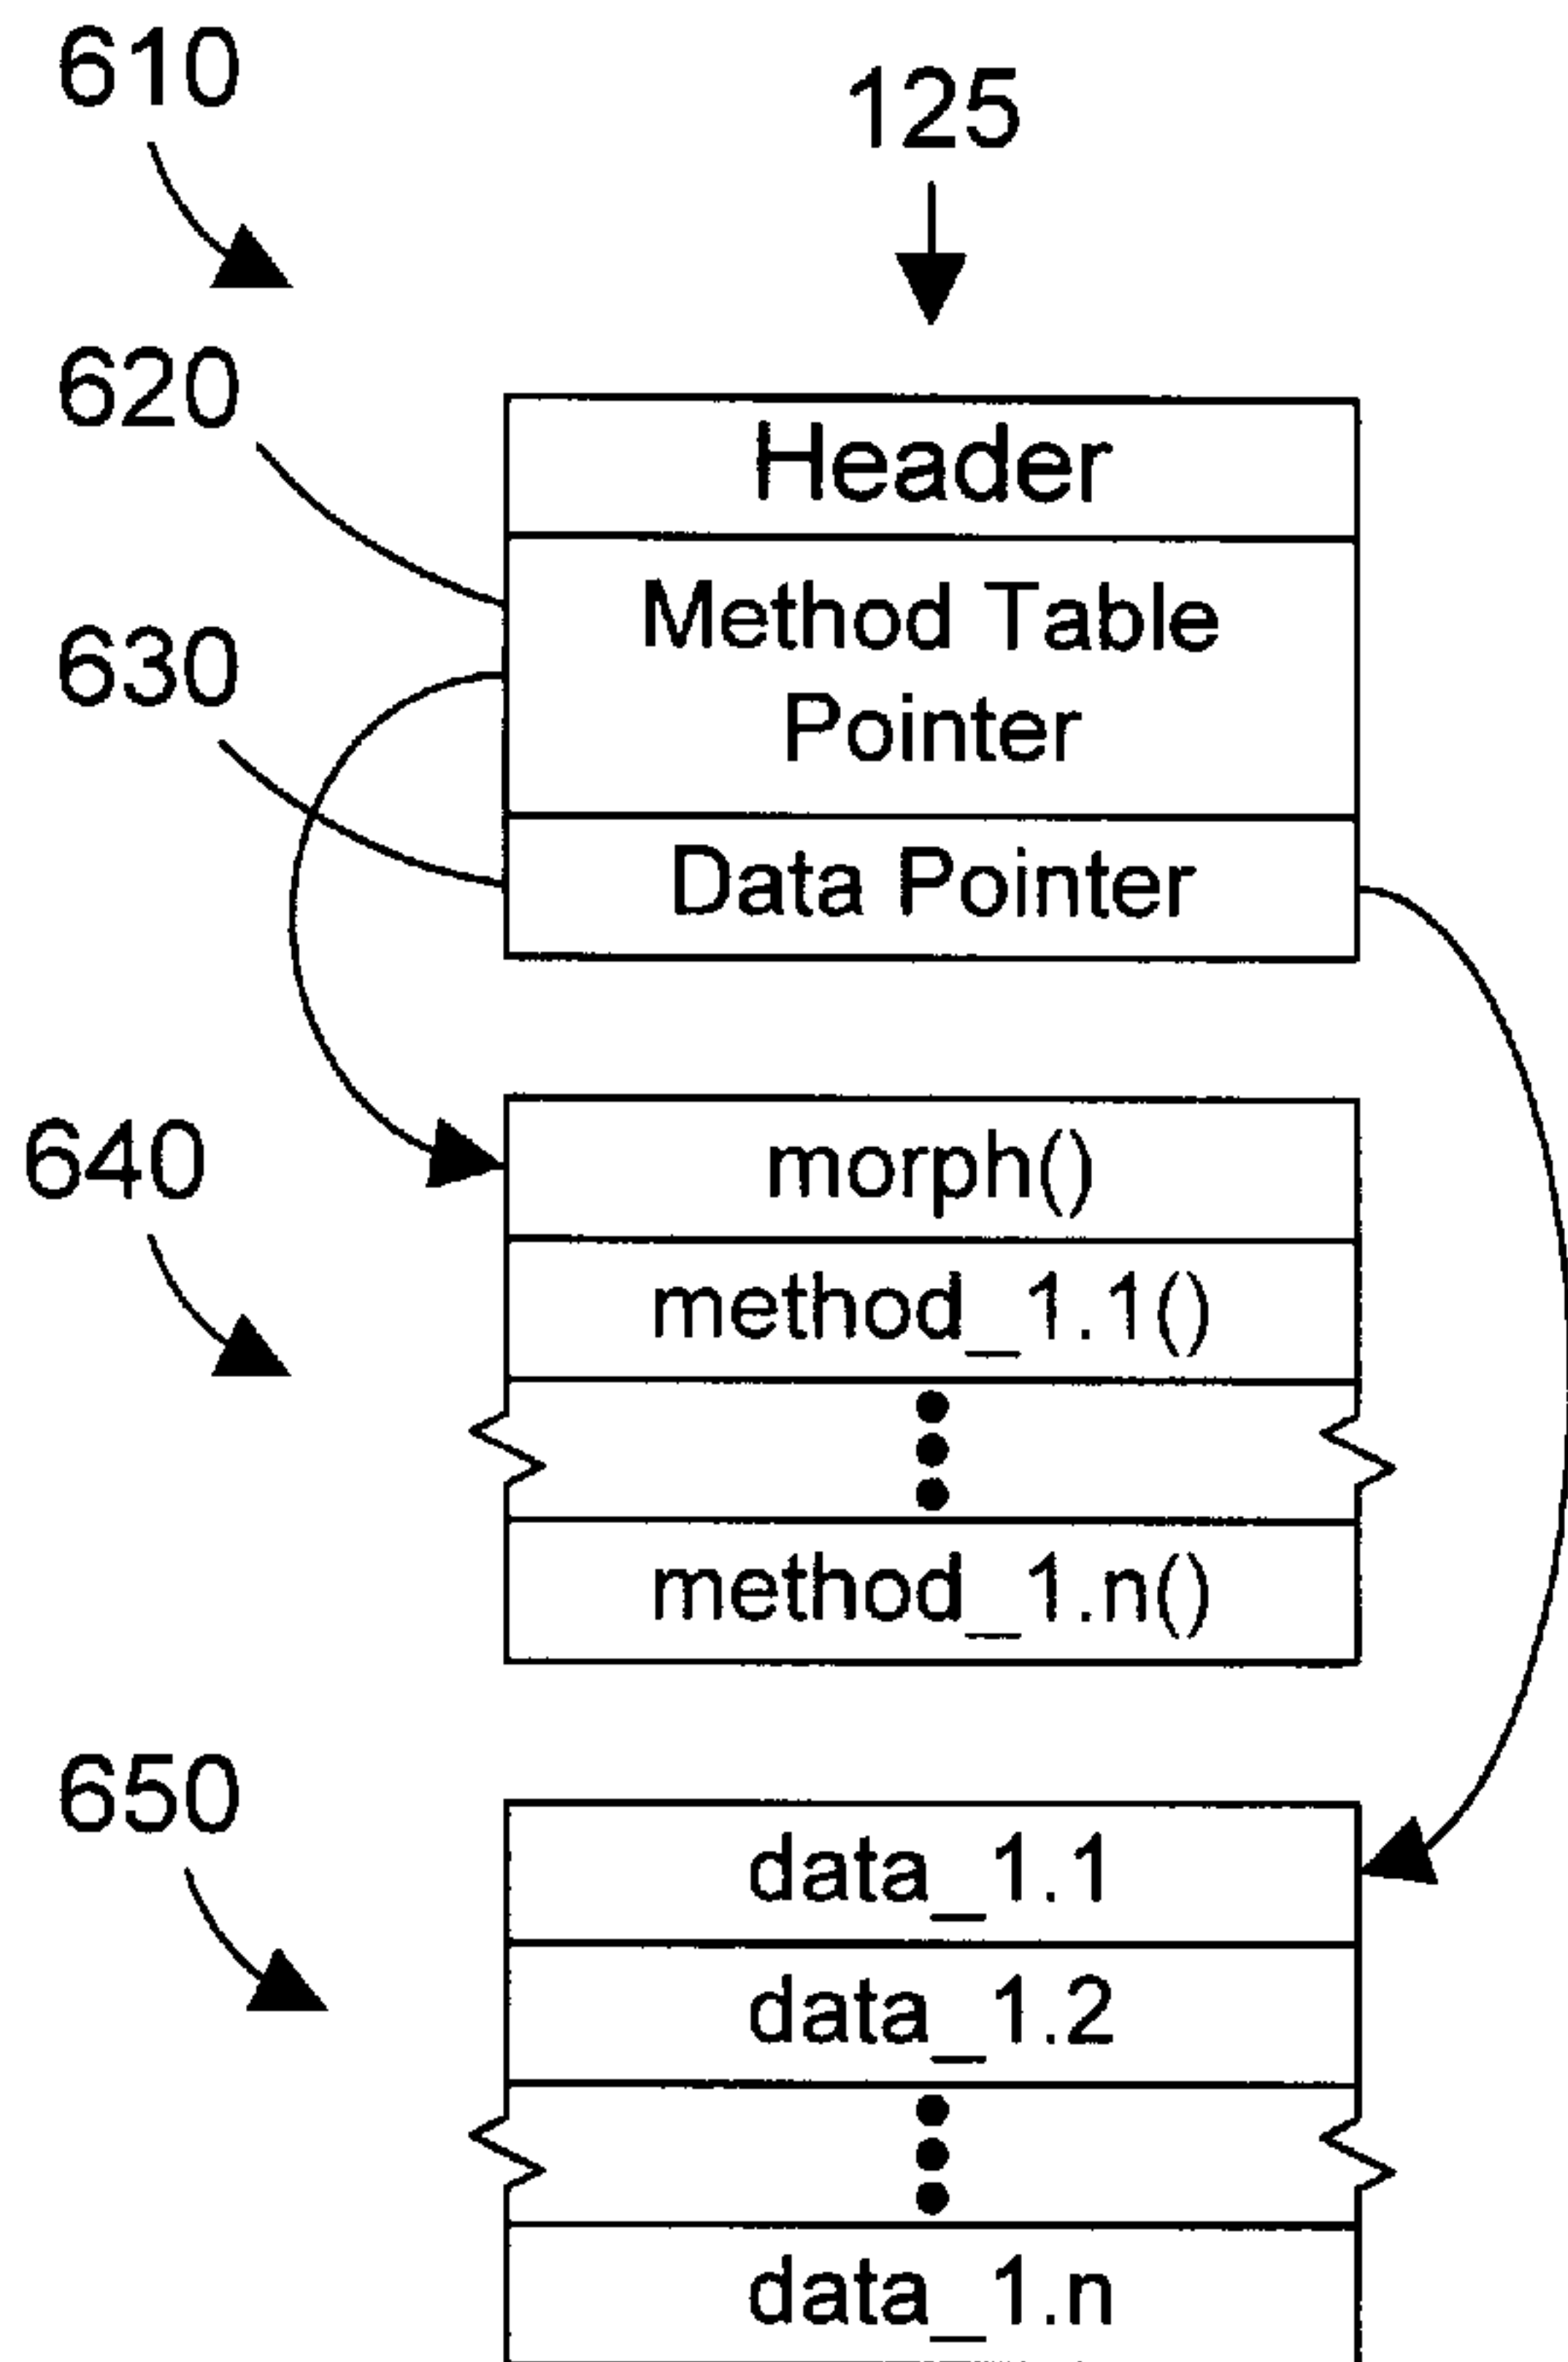 610
125
620
Header
Method Table
Pointer
630
Data Pointer
640
morph()
method_1.1()
method_1.n()
650
data_1.1
data_1.2
data_1.n